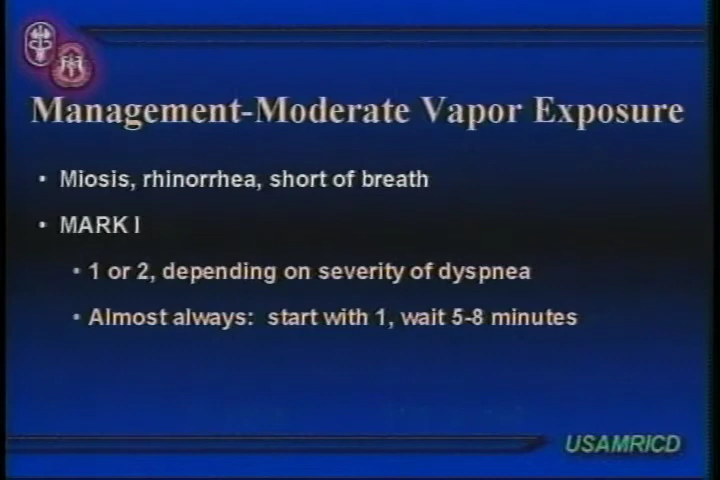 Management-Moderate Vapor Exposure
• Miosis, rhinorrhea, short of breath
• MARK I
• 1 or 2, depending on severity of dyspnea
• Almost always: start with 1, wait 5-8 minutes
USAMRICD